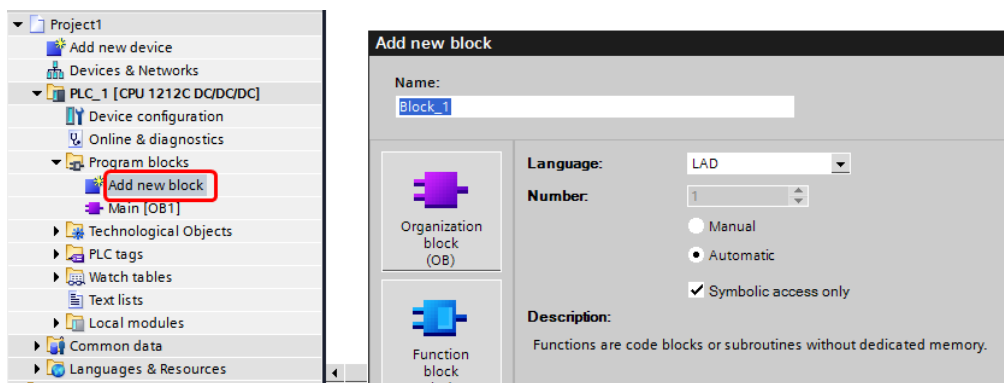 Project1
Add new device
Devices & Networks
PLC_1 [CPU 1212C DC/DC/DC]
Device configuration
Online & diagnostics
Program blocks
Add new block
Main [OB1]
Technological Objects
PLC tags
Watch tables
Text lists
Local modules
Common data
Languages & Resources
Add new block
Name:
Block_1
Organization
block
(OB)
Function
block
Language:
LAD
Number:
1
Manual
Automatic
Symbolic access only
Description:
Functions are code blocks or subroutines without dedicated memory.